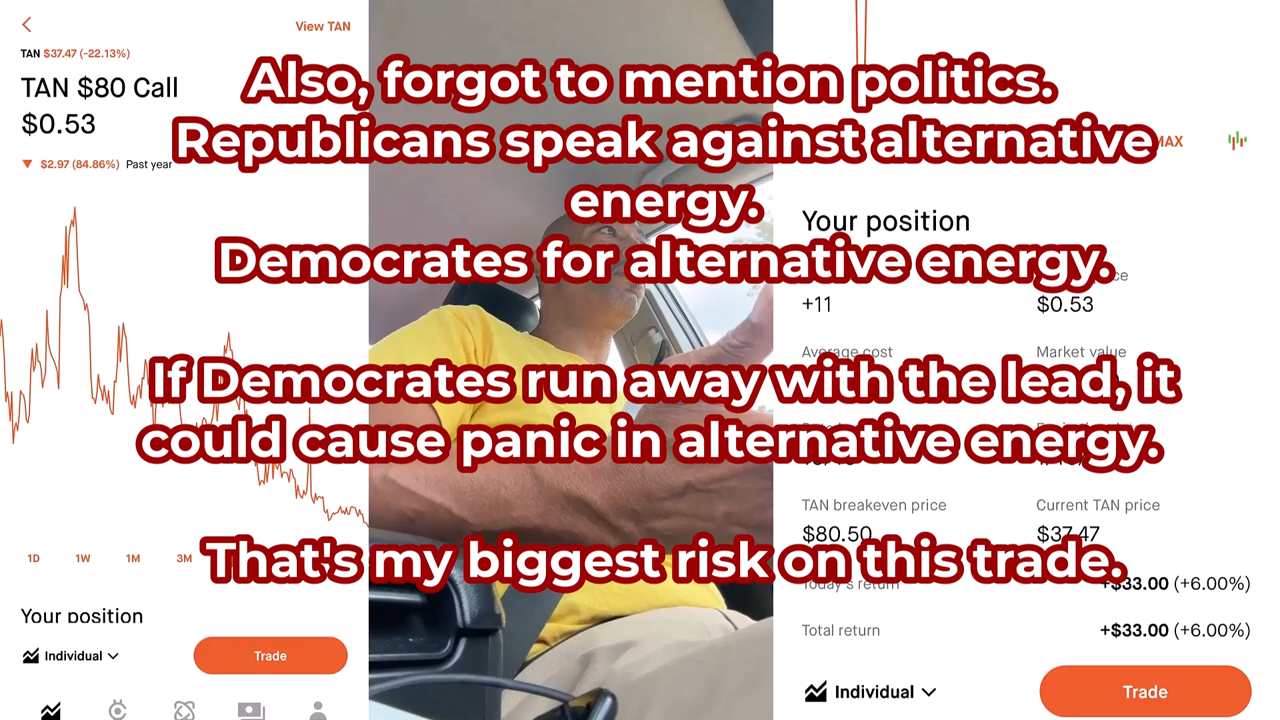 View TAN
TAN $37.47 (-22.13%)
TAN $80 Call
$0.53
▼ $2.97 (84.86%) Past year
Also, forgot to mention politics.
Republicans speak against alternative
energy.
Democrates for alternative energy.
If Democrates run away with the lead, it
could cause panic in alternative energy.
That's my biggest risk on this trade.
1D 1W 1M 3M
Your position
Individual
Trade
MAX
Your position
+11
$0.53
Average cost
Market value
TAN breakeven price
Current TAN price
$80.50
$37.47
Today's return
+$33.00 (+6.00%)
Total return
+$33.00 (+6.00%)
Individual
Trade